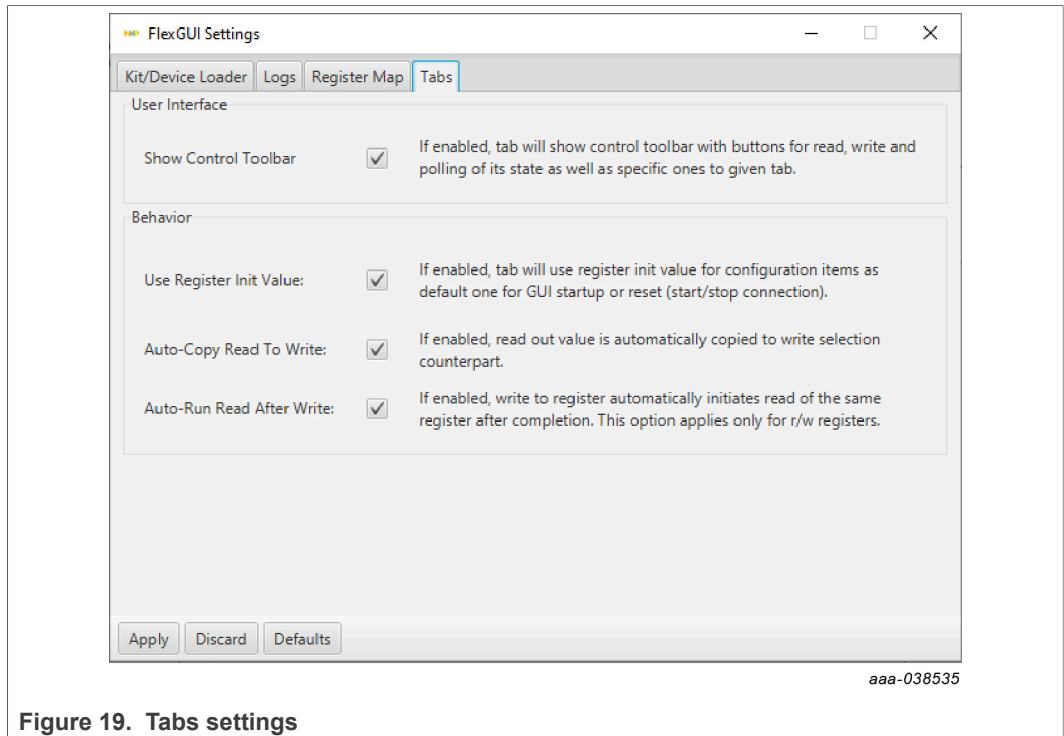 NXP FlexGUI Settings
Kit/Device Loader Logs Register Map Tabs
User Interface
Show Control Toolbar
If enabled, tab will show control toolbar with buttons for read, write and
polling of its state as well as specific ones to given tab.
Behavior
Use Register Init Value:
If enabled, tab will use register init value for configuration items as
default one for GUI startup or reset (start/stop connection).
Auto-Copy Read To Write:
If enabled, read out value is automatically copied to write selection
counterpart.
Auto-Run Read After Write:
If enabled, write to register automatically initiates read of the same
register after completion. This option applies only for r/w registers.
Apply Discard Defaults
aaa-038535
Figure 19. Tabs settings